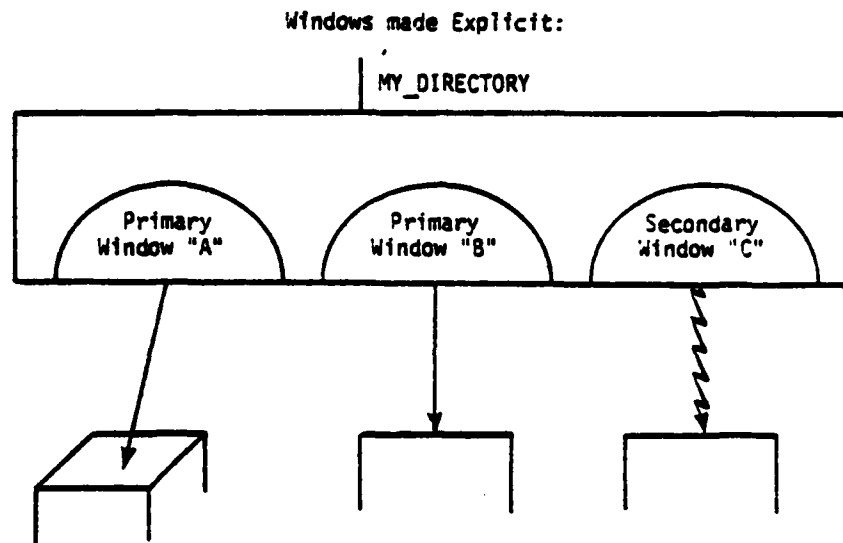 Windows made Explicit:
MY_DIRECTORY
Primary
Window "A"
Primary
Window "B"
Secondary
Window "C"